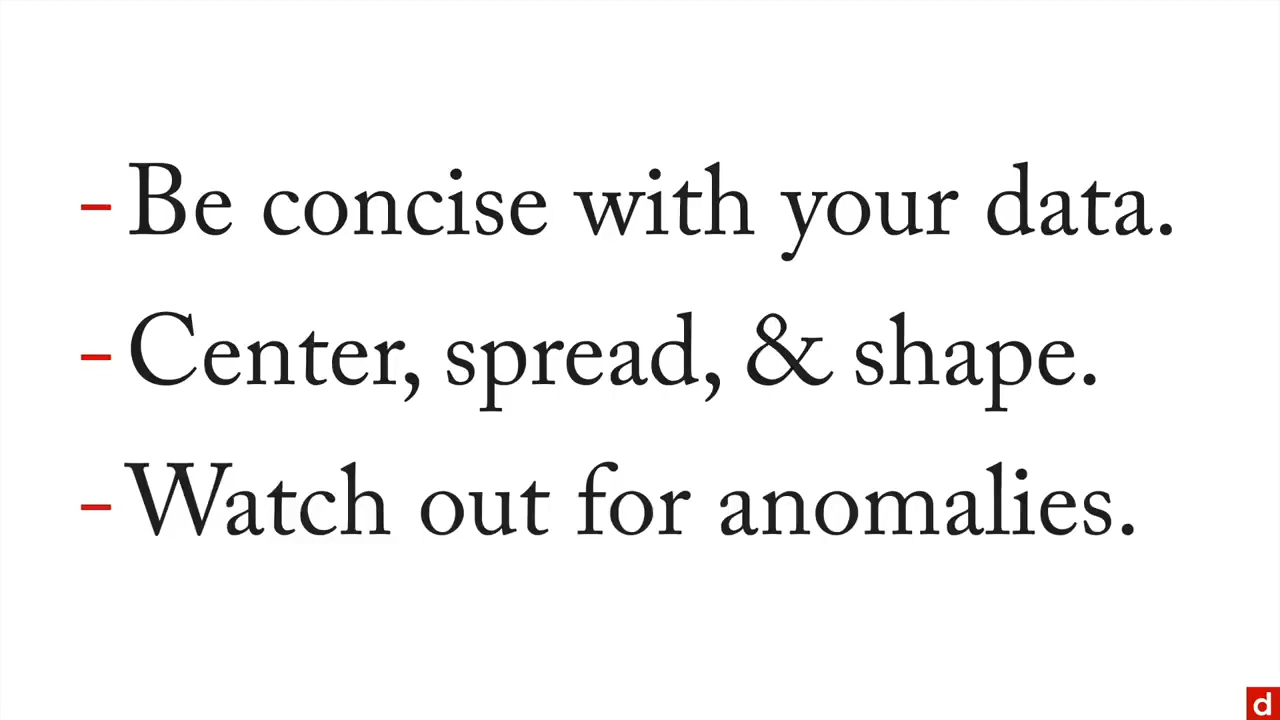 - Be concise with your data.
- Center, spread, & shape.
- Watch out for anomalies.
d